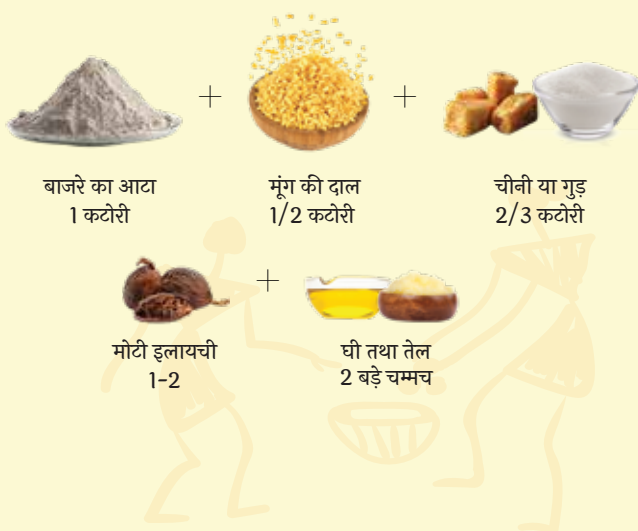 बाजरे का आटा
1 कटोरी
+
मूंग की दाल
1/2 कटोरी
+
चीनी या गुड़
2/3 कटोरी
मोटी इलायची
1-2
+
घी तथा तेल
2 बड़े चम्मच